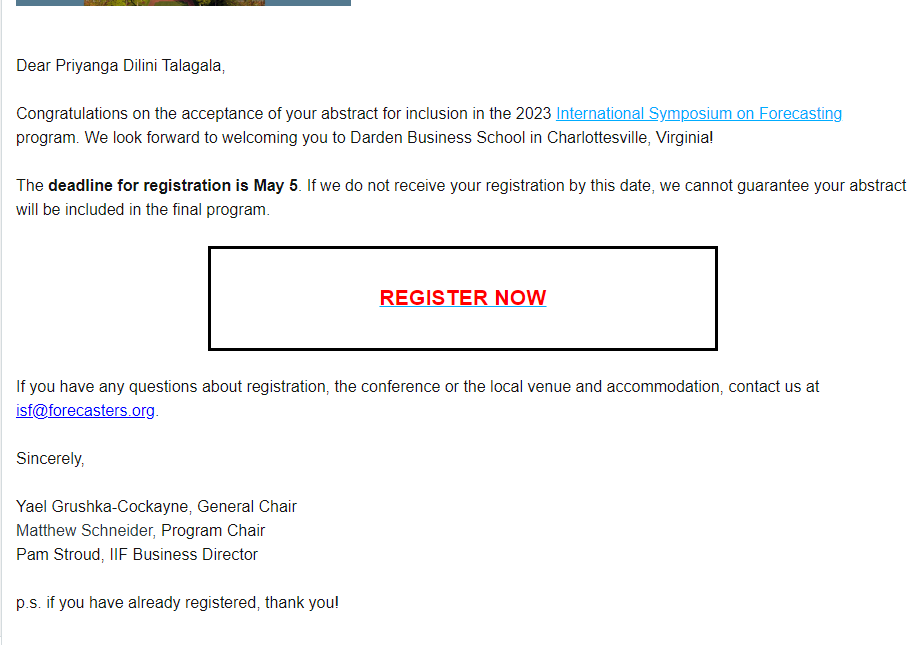 Dear Priyanga Dilini Talagala,
Congratulations on the acceptance of your abstract for inclusion in the 2023 International Symposium on Forecasting
program. We look forward to welcoming you to Darden Business School in Charlottesville, Virginia!
The deadline for registration is May 5. If we do not receive your registration by this date, we cannot guarantee your abstract
will be included in the final program.
REGISTER NOW
If you have any questions about registration, the conference or the local venue and accommodation, contact us at
isf@forecasters.org.
Sincerely,
Yael Grushka-Cockayne, General Chair
Matthew Schneider, Program Chair
Pam Stroud, IIF Business Director
p.s. if you have already registered, thank you!